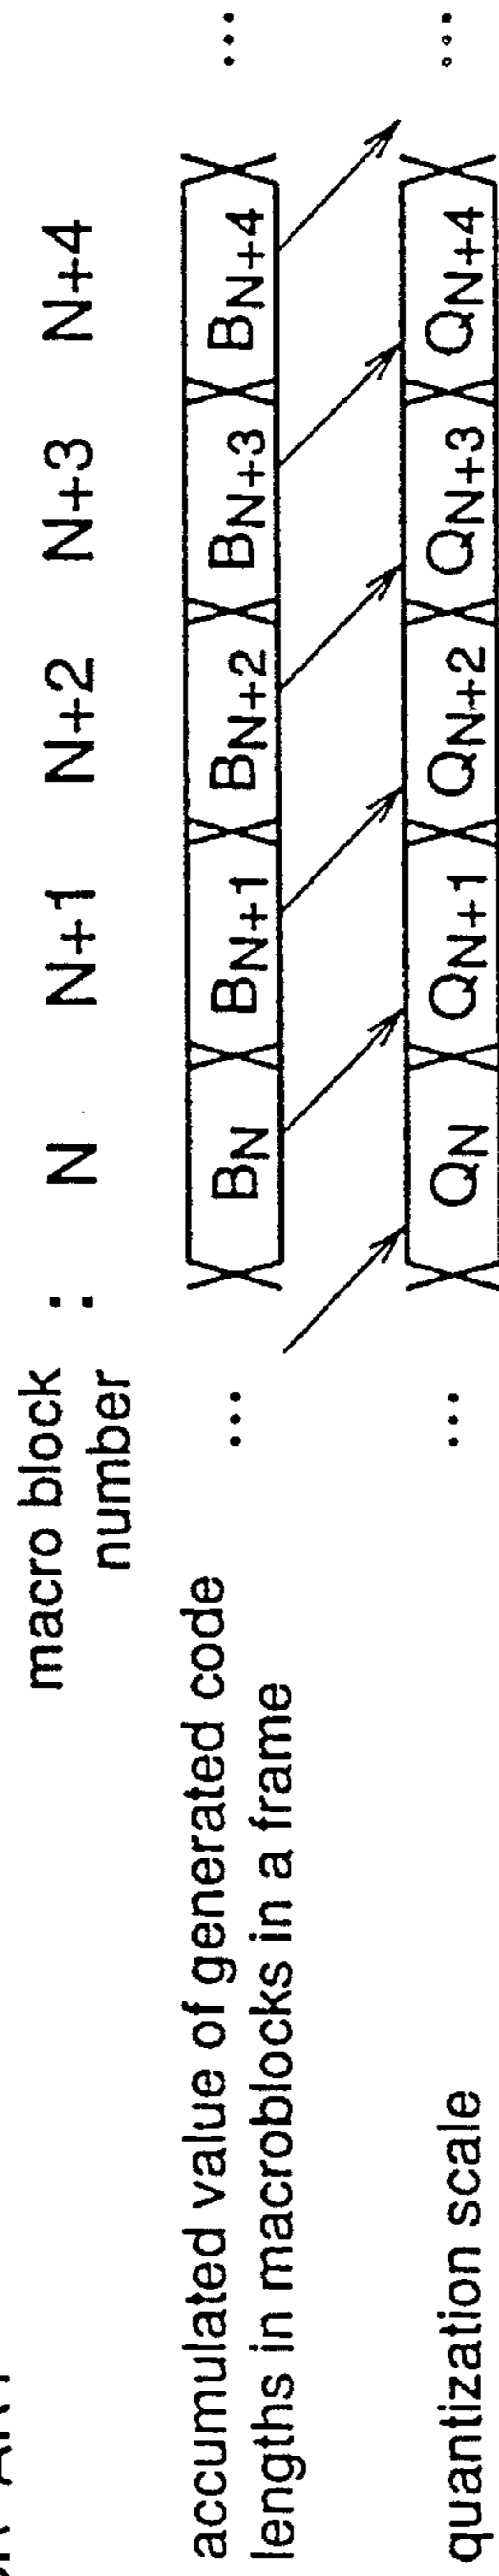 macro block : N N+1 N+2 N+3 N+4
number
accumulated value of generated code
lengths in macroblocks in a frame
... BN BN+1 BN+2 BN+3 BN+4 ...
quantization scale
... QN QN+1 QN+2 QN+3 QN+4 ...